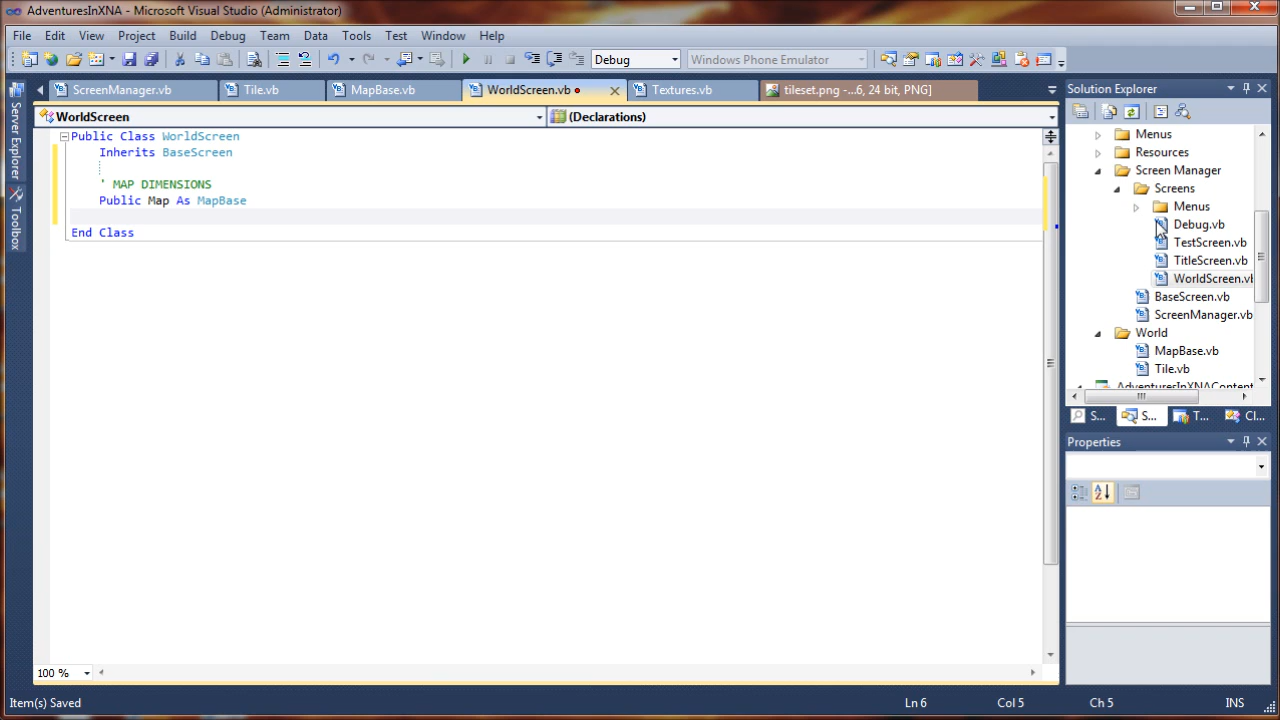 AdventuresInXNA - Microsoft Visual Studio (Administrator)
File Edit View Project Build Debug Team Data Tools Test Window Help
Debug Windows Phone Emulator
ScreenManager.vb Tile.vb MapBase.vb WorldScreen.vb Textures.vb tileset.png -...6, 24 bit, PNG] Solution Explorer
WorldScreen (Declarations)
Public Class WorldScreen
Inherits BaseScreen
' MAP DIMENSIONS
Public Map As MapBase
End Class
Server Explorer
Toolbox
Menus
Resources
Screen Manager
Screens
Menus
Debug.vb
TestScreen.vb
TitleScreen.vb
WorldScreen.vb
BaseScreen.vb
ScreenManager.vb
World
MapBase.vb
Tile.vb
AdventuresInXNAContent
S... S... T... Cl...
Properties
100 %
Item(s) Saved Ln 6 Col 5 Ch 5 INS